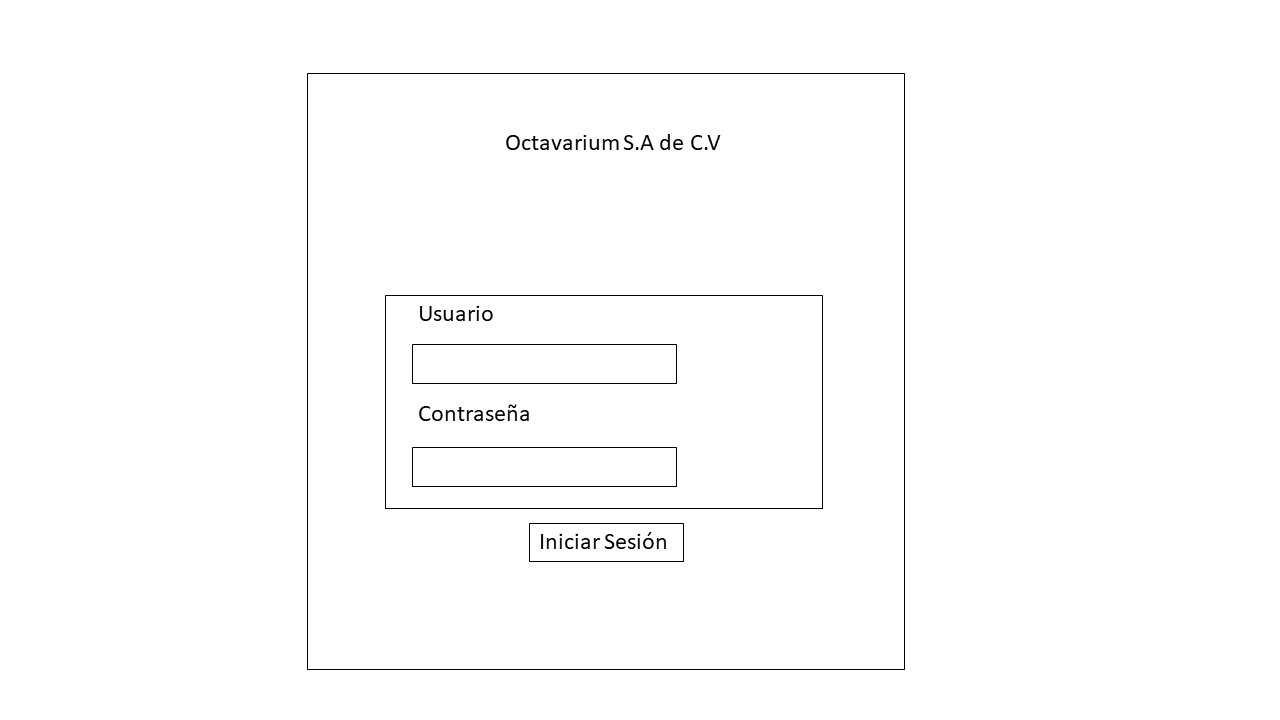 Octavarium S.A de C.V
Usuario
Contraseña
Iniciar Sesión